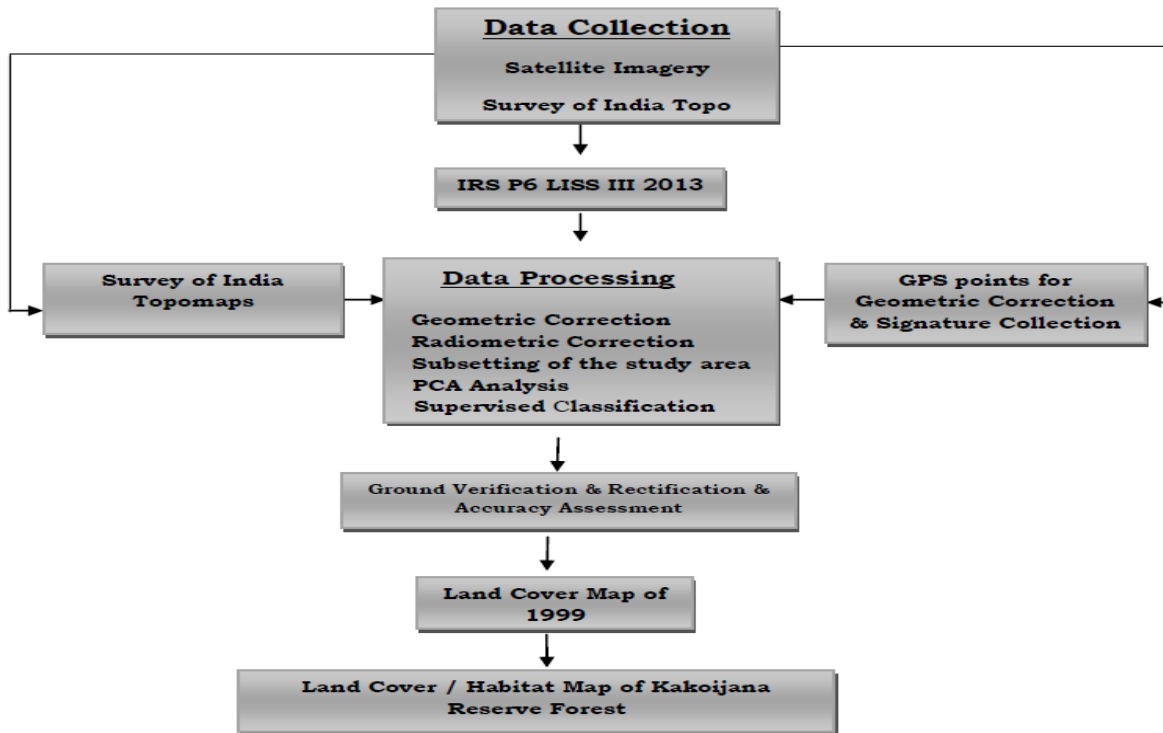 Data Collection
Satellite Imagery
Survey of India Topo
IRS P6 LISS III 2013
Survey of India
Topomaps
Data Processing
Geometric Correction
Radiometric Correction
Subsetting of the study area
PCA Analysis
Supervised Classification
GPS points for
Geometric Correction
& Signature Collection
Ground Verification & Rectification &
Accuracy Assessment
Land Cover Map of
1999
Land Cover / Habitat Map of Kakoijana
Reserve Forest